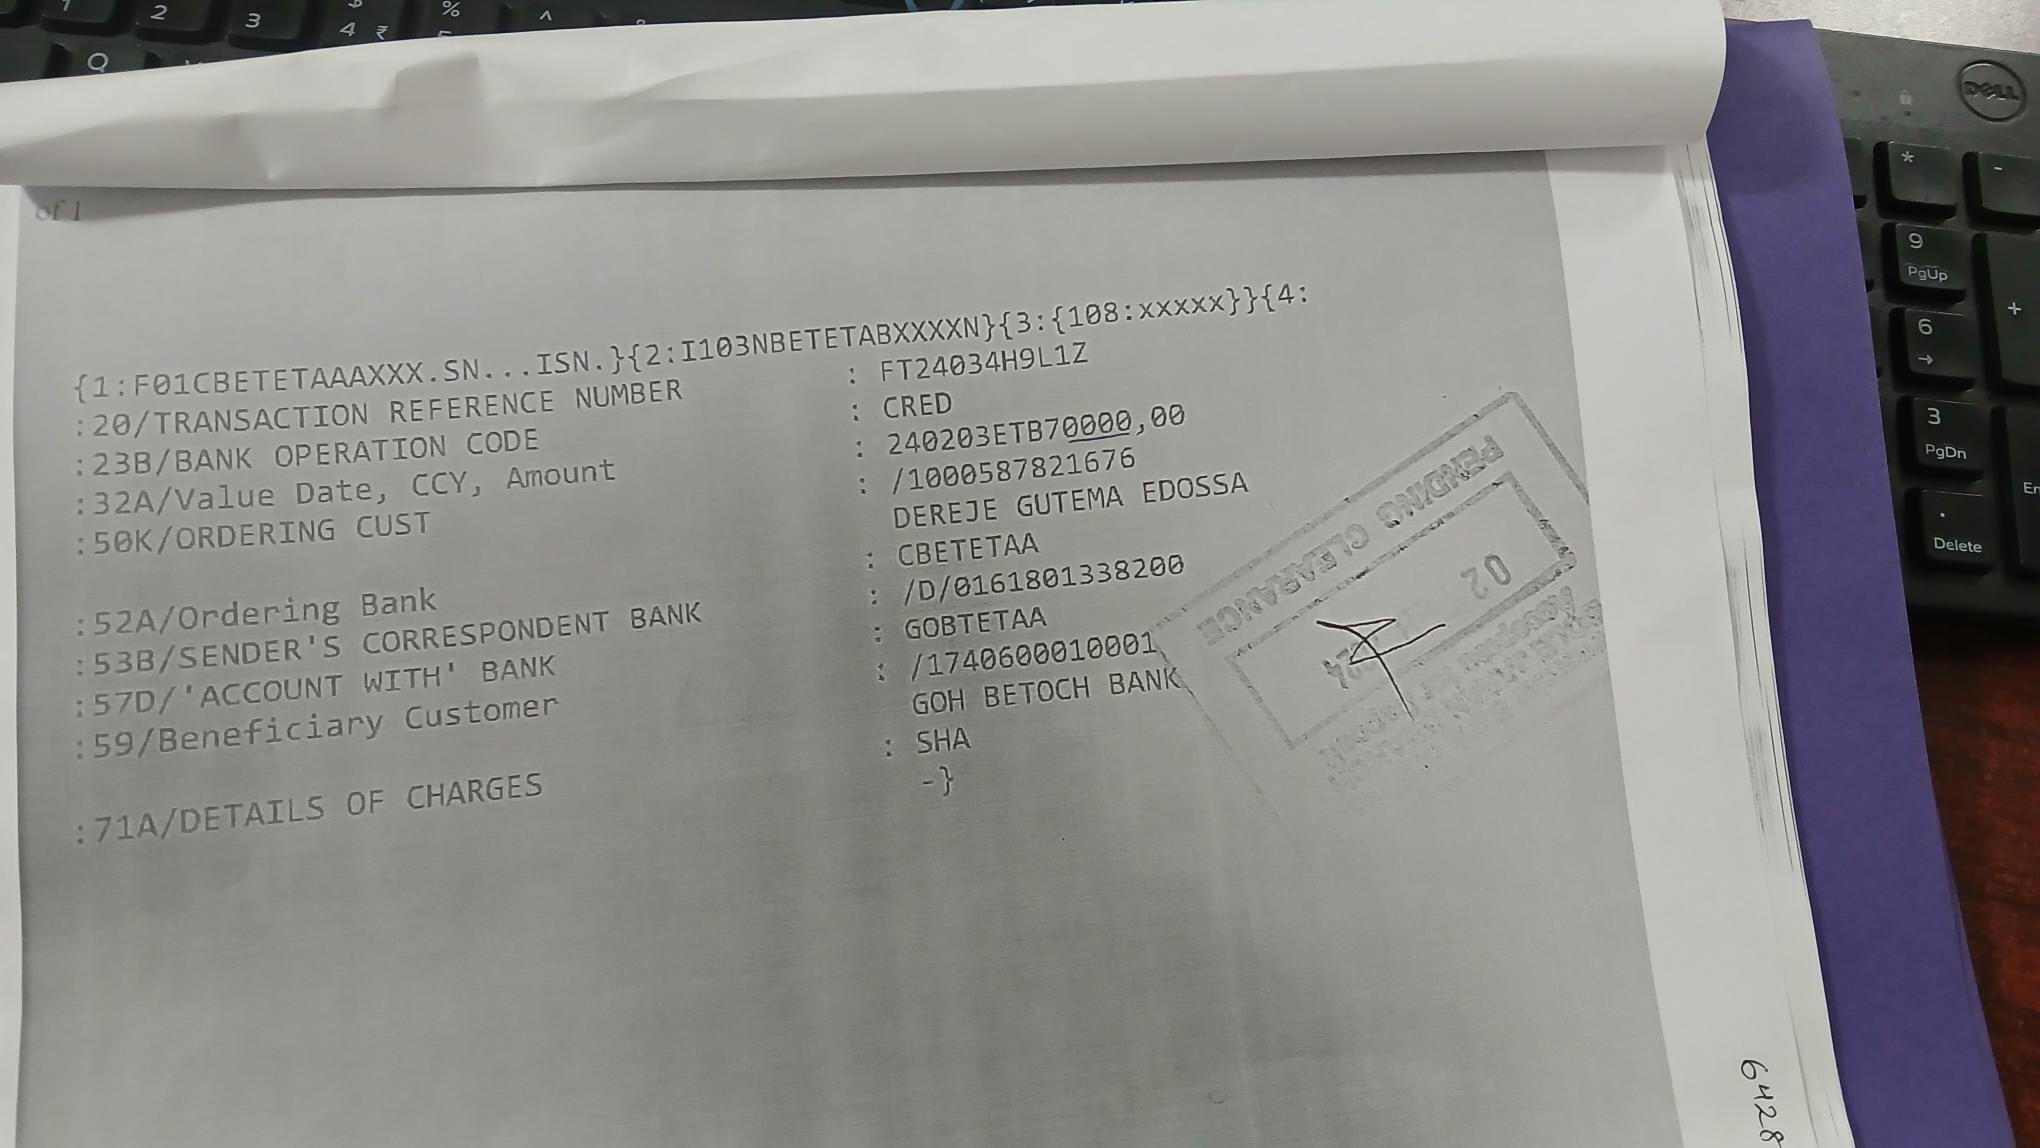 of 1
{1:F01CBETETAAAXXX.SN...ISN.}{2:I103NBETETABXXXXN}{3:{108:xxxxx}}{4:
:20/TRANSACTION REFERENCE NUMBER : FT24034H9L1Z
:23B/BANK OPERATION CODE : CRED
:32A/Value Date, CCY, Amount : 240203ETB70000,00
:50K/ORDERING CUST : /1000587821676
DEREJE GUTEMA EDOSSA
:52A/Ordering Bank : CBETETAA
:53B/SENDER'S CORRESPONDENT BANK : /D/0161801338200
:57D/'ACCOUNT WITH' BANK : GOBTETAA
:59/Beneficiary Customer : /1740600010001
GOH BETOCH BANK
:71A/DETAILS OF CHARGES : SHA
-}
PENDING CLEARANCE
02
6428
Q
2
3
4 ₹
%
^
*
9
PgUp
6
3
PgDn
.
Delete
-
+
En
DELL